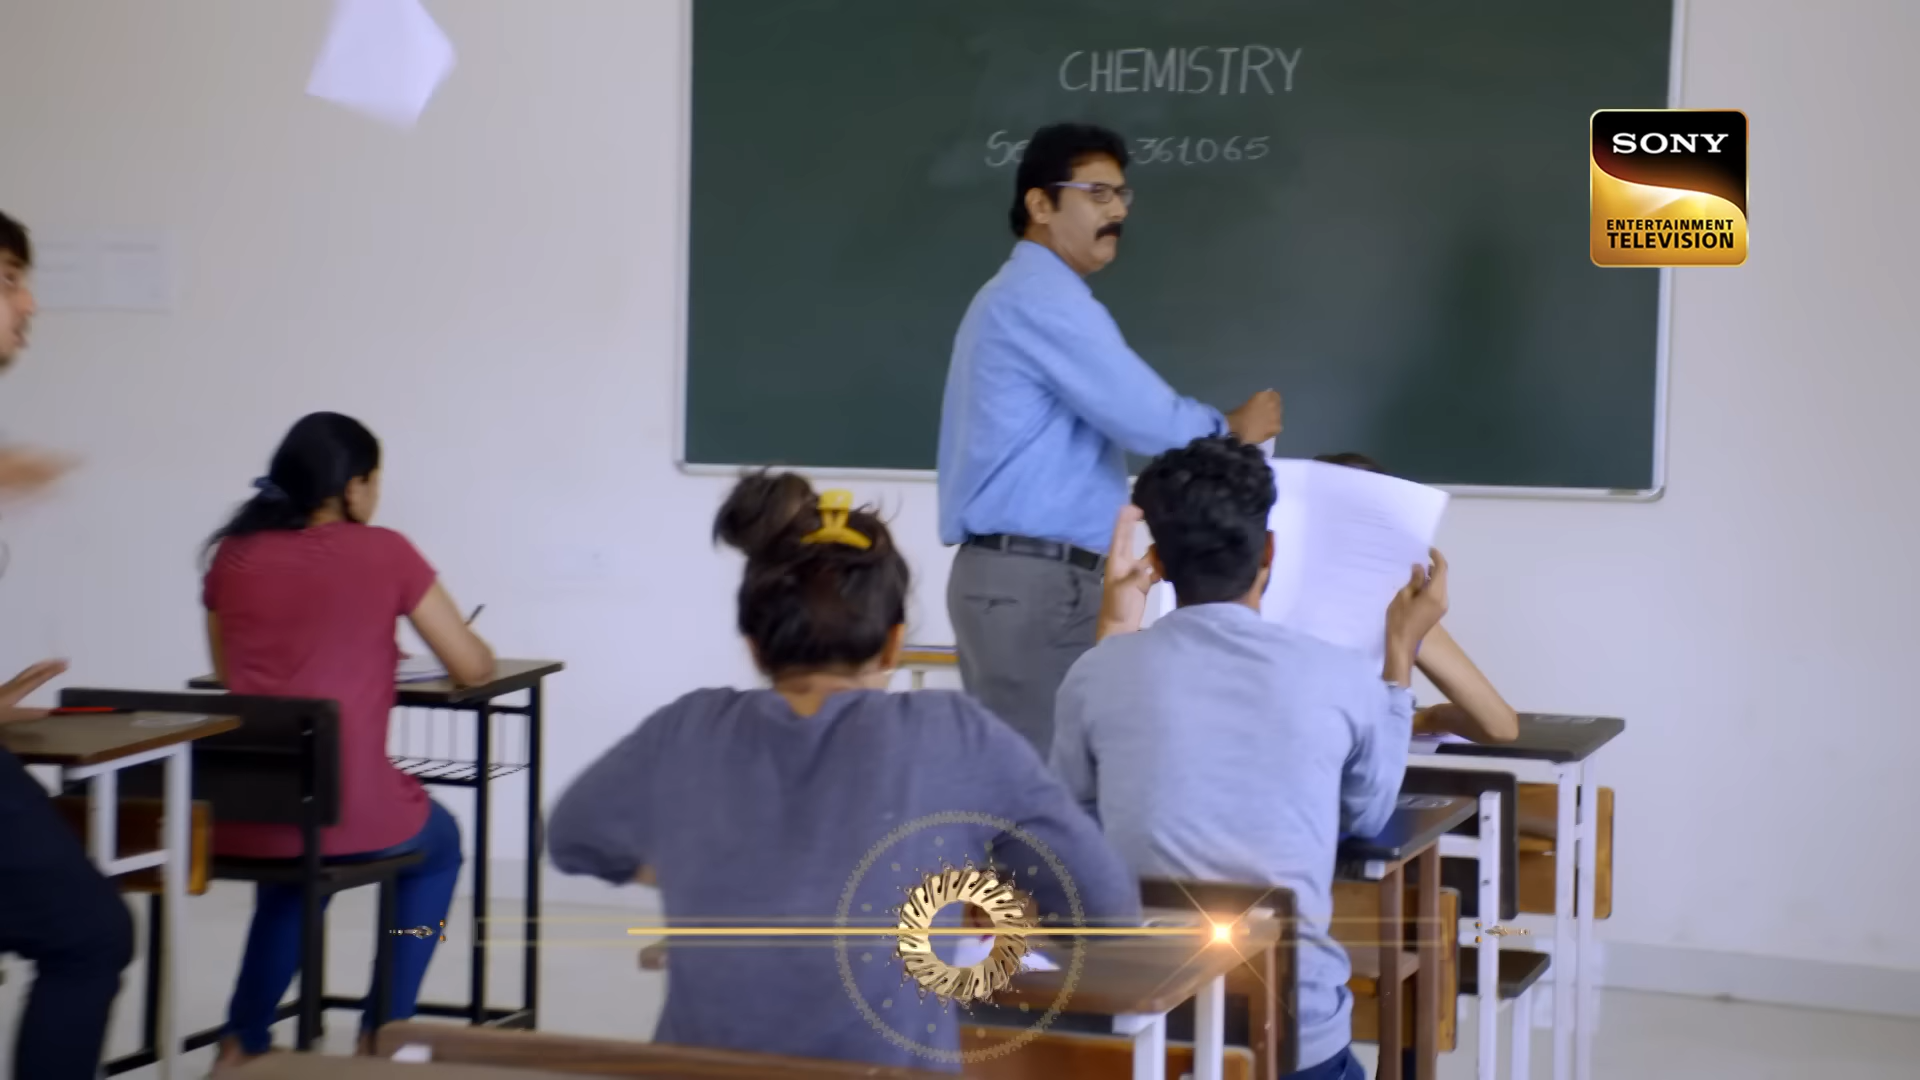 CHEMISTRY
-361065
SONY
ENTERTAINMENT
TELEVISION